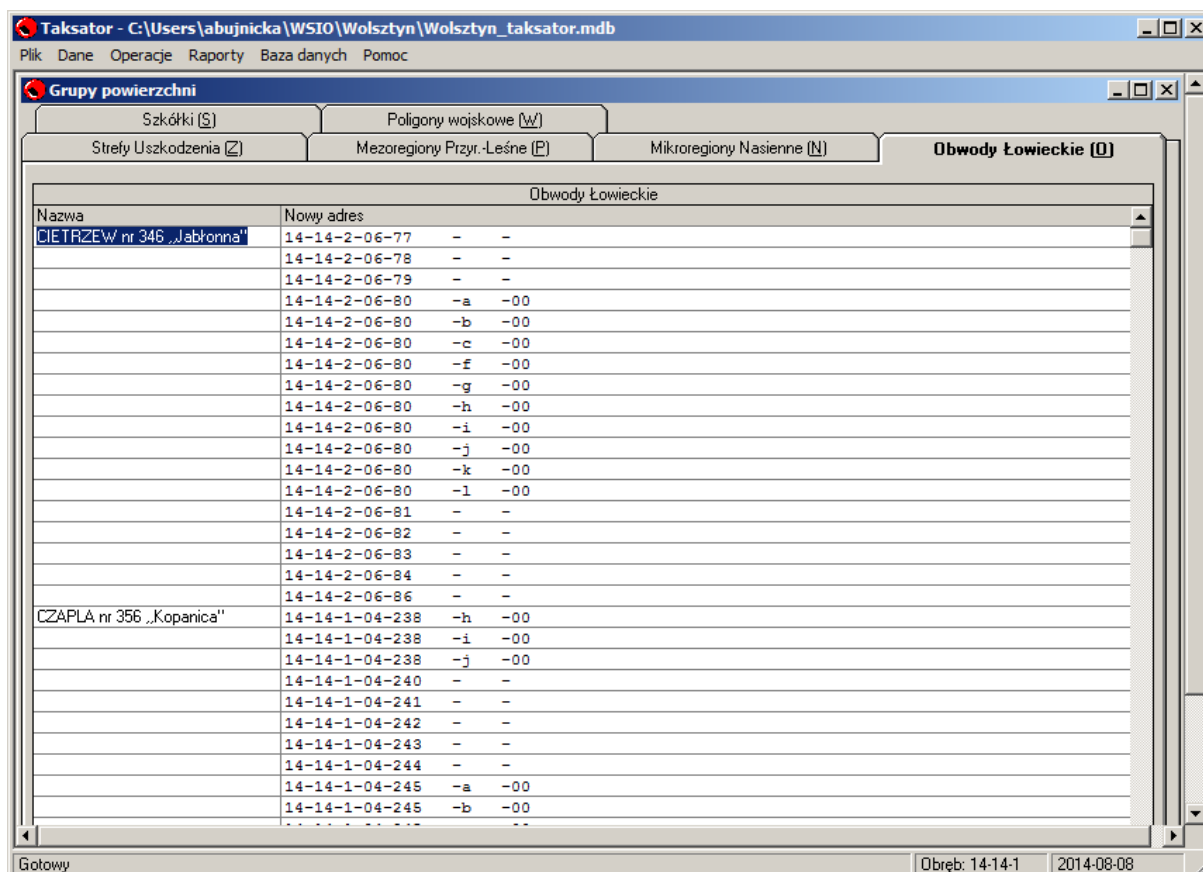 Taksator - C:\Users\abujnicka\WSIO\Wolsztyn\Wolsztyn_taksator.mdb
Plik Dane Operacje Raporty Baza danych Pomoc
Grupy powierzchni
Szkółki (S) Poligony wojskowe (W)
Strefy Uszkodzenia (Z) Mezoregiony Przyr.-Leśne (P) Mikroregiony Nasienne (N) Obwody Łowieckie (O)
Obwody Łowieckie
Nazwa Nowy adres
CIETRZEW nr 346 ,,Jabłonna'' 14-14-2-06-77 - -
14-14-2-06-78 - -
14-14-2-06-79 - -
14-14-2-06-80 -a -00
14-14-2-06-80 -b -00
14-14-2-06-80 -c -00
14-14-2-06-80 -f -00
14-14-2-06-80 -g -00
14-14-2-06-80 -h -00
14-14-2-06-80 -i -00
14-14-2-06-80 -j -00
14-14-2-06-80 -k -00
14-14-2-06-80 -l -00
14-14-2-06-81 - -
14-14-2-06-82 - -
14-14-2-06-83 - -
14-14-2-06-84 - -
14-14-2-06-86 - -
CZAPLA nr 356 ,,Kopanica'' 14-14-1-04-238 -h -00
14-14-1-04-238 -i -00
14-14-1-04-238 -j -00
14-14-1-04-240 - -
14-14-1-04-241 - -
14-14-1-04-242 - -
14-14-1-04-243 - -
14-14-1-04-244 - -
14-14-1-04-245 -a -00
14-14-1-04-245 -b -00
Gotowy Obręb: 14-14-1 2014-08-08